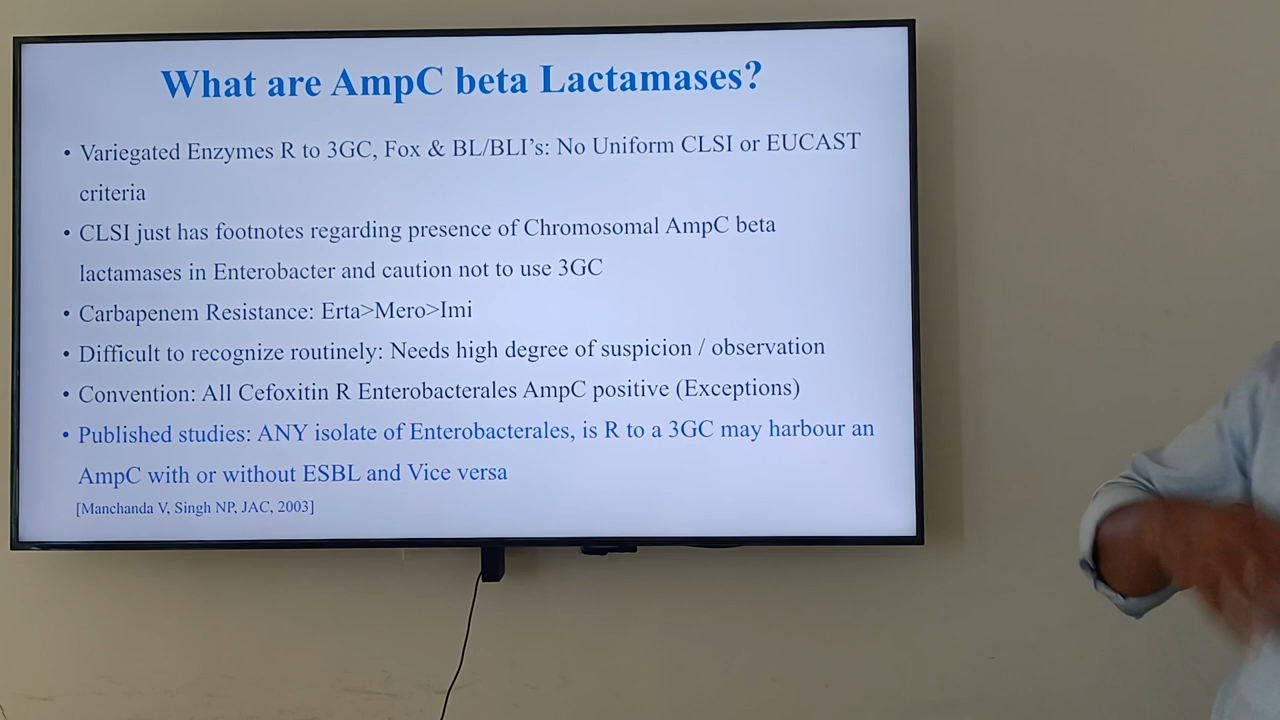 What are AmpC beta Lactamases?
• Variegated Enzymes R to 3GC, Fox & BL/BLI's: No Uniform CLSI or EUCAST
criteria
• CLSI just has footnotes regarding presence of Chromosomal AmpC beta
lactamases in Enterobacter and caution not to use 3GC
• Carbapenem Resistance: Erta>Mero>Imi
• Difficult to recognize routinely: Needs high degree of suspicion / observation
• Convention: All Cefoxitin R Enterobacterales AmpC positive (Exceptions)
• Published studies: ANY isolate of Enterobacterales, is R to a 3GC may harbour an
AmpC with or without ESBL and Vice versa
[Manchanda V, Singh NP, JAC, 2003]